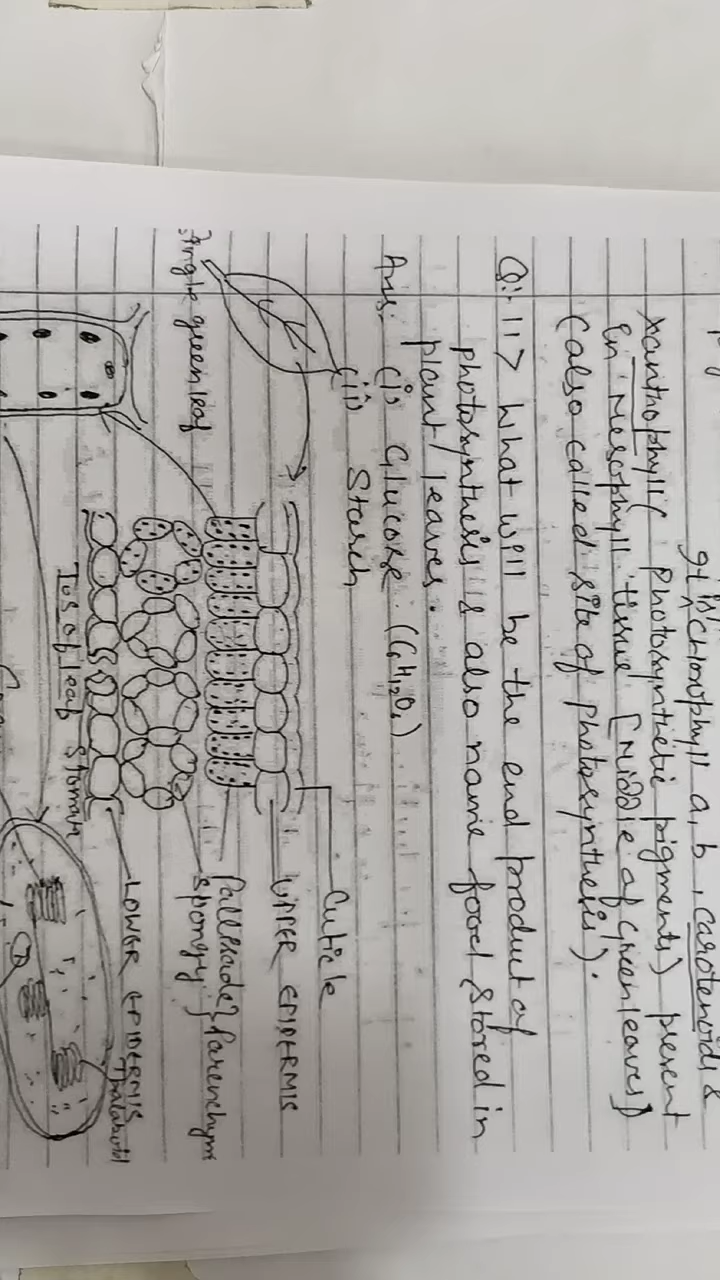 It is chlorophyll a, b, carotenoids &
xanthophyll ( photosynthetic pigments) present
in Mesophyll tissue [Middle of Green leaves]
(also called site of photosynthesis).
Q:- 11> What will be the end product of
photosynthesis & also name food stored in
plant / leaves.
Ans: (i) Glucose. (C6H12O6)
(ii) Starch
Cuticle
UPPER EPIDERMIS
Single green leaf
Pallisade } Parenchym
Spongy
LOWER EPIDERMIS
T.S of leaf Stomata